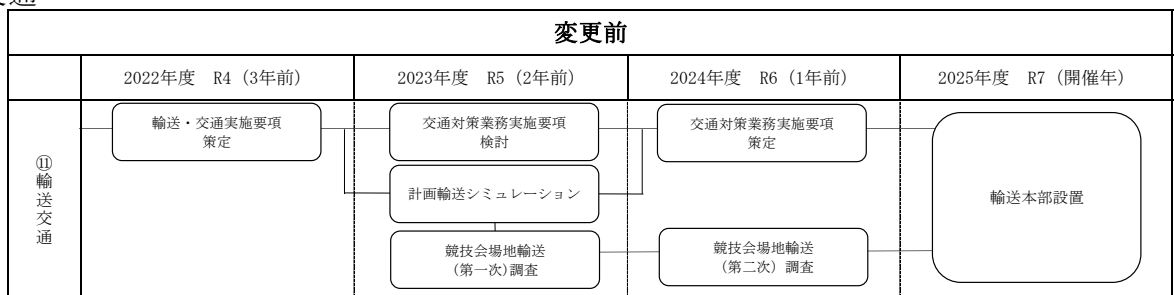 変更前
2022年度 R4（3年前）
2023年度 R5（2年前）
2024年度 R6（1年前）
2025年度 R7（開催年）
⑪輸送交通
輸送・交通実施要項
策定
交通対策業務実施要項
検討
計画輸送シミュレーション
競技会場地輸送
（第一次）調査
交通対策業務実施要項
策定
競技会場地輸送
（第二次）調査
輸送本部設置